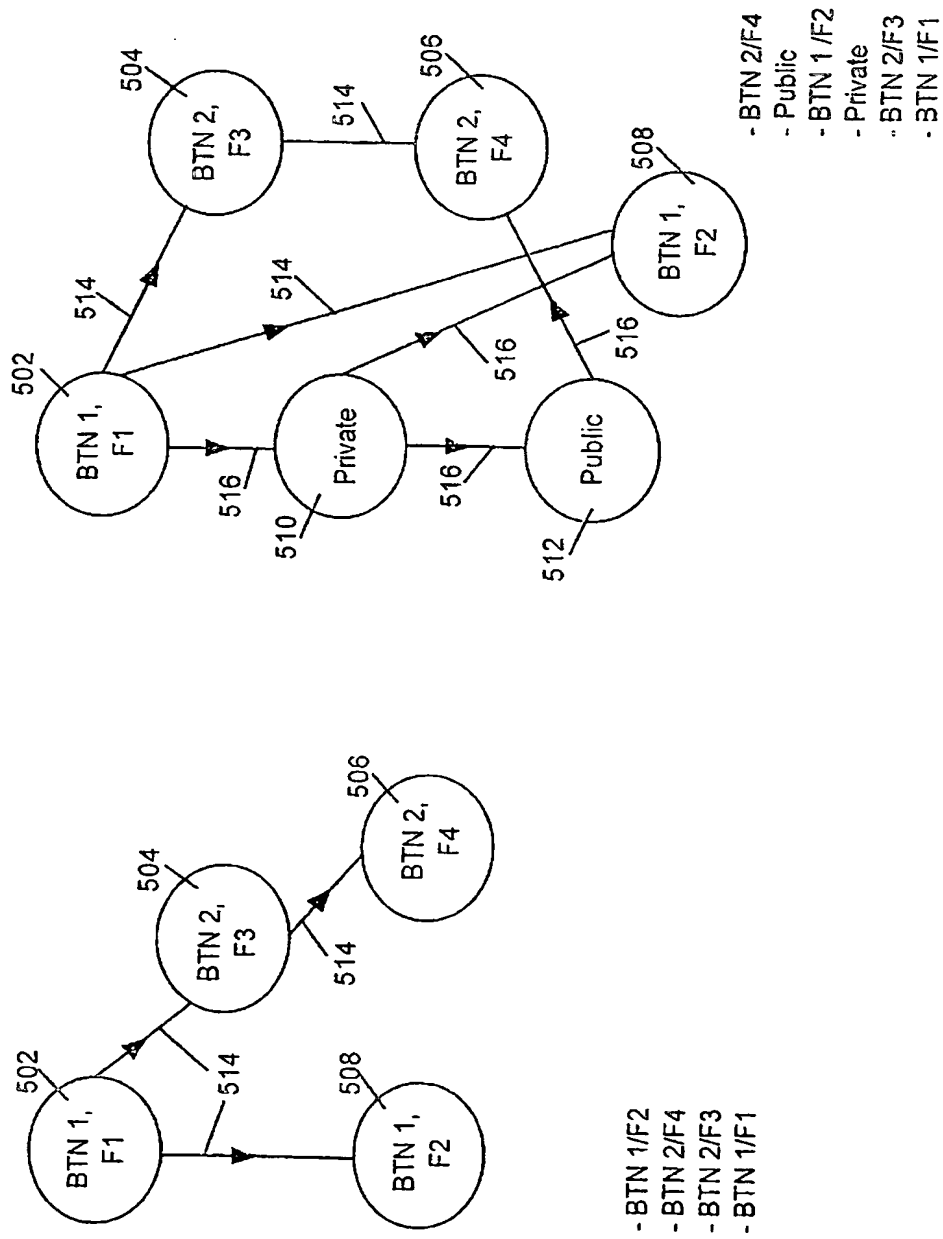 502
BTN 1,
F1
504
BTN 2,
F3
514
506
BTN 2,
F4
514
508
BTN 1,
F2
514
- BTN 1/F2
- BTN 2/F4
- BTN 2/F3
- BTN 1/F1
502
BTN 1,
F1
514
504
BTN 2,
F3
514
514
506
BTN 2,
F4
516
510
Private
516
516
508
BTN 1,
F2
512
Public
516
- BTN 2/F4
- Public
- BTN 1/F2
- Private
- BTN 2/F3
- BTN 1/F1